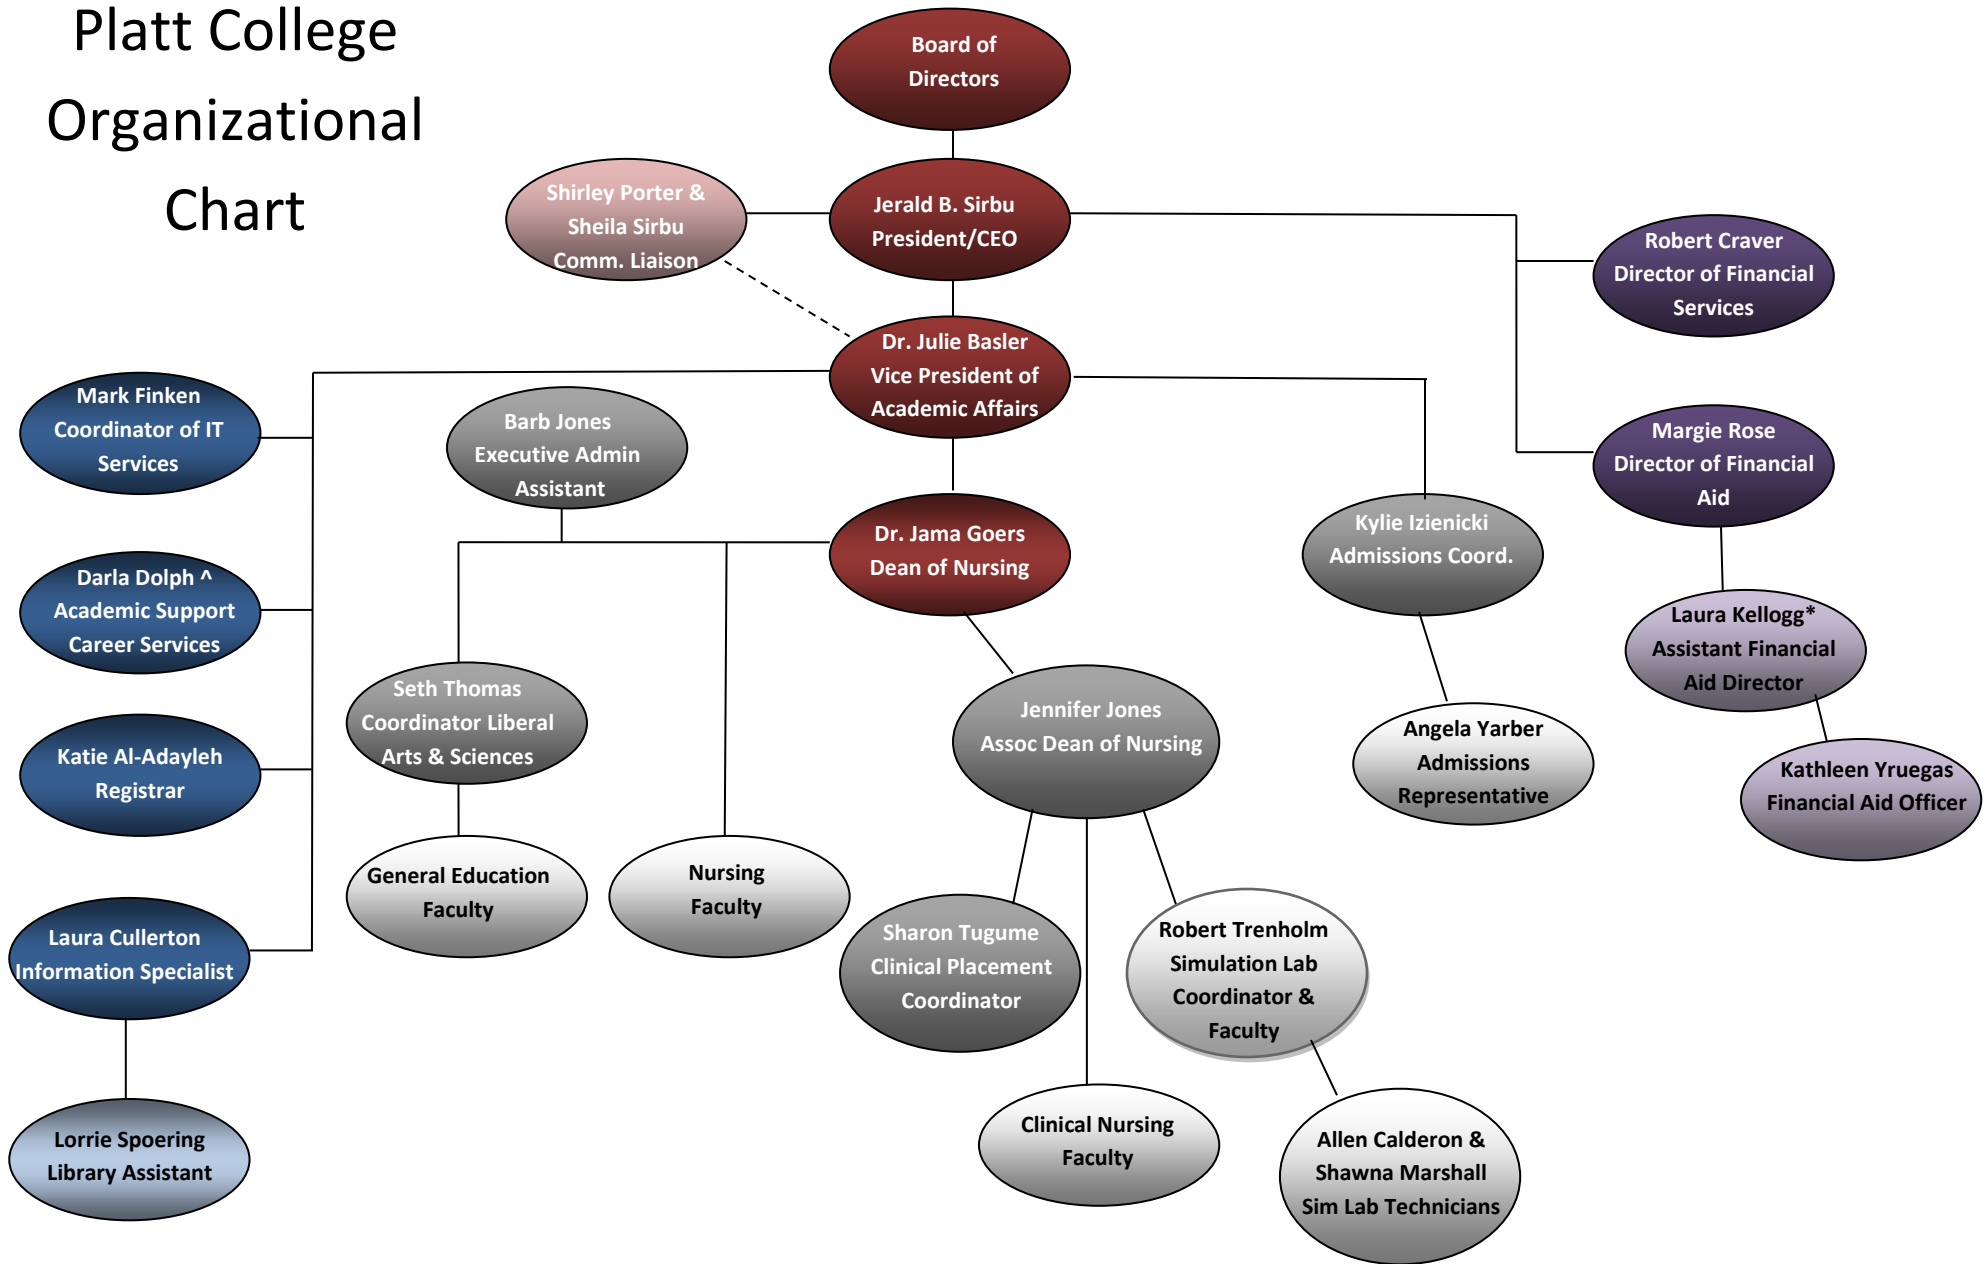 Platt College
Organizational
Chart
Board of
Directors
Shirley Porter &
Sheila Sirbu
Comm. Liaison
Jerald B. Sirbu
President/CEO
Robert Craver
Director of Financial
Services
Dr. Julie Basler
Vice President of
Academic Affairs
Mark Finken
Coordinator of IT
Services
Barb Jones
Executive Admin
Assistant
Margie Rose
Director of Financial
Aid
Dr. Jama Goers
Dean of Nursing
Kylie Izienicki
Admissions Coord.
Darla Dolph ^
Academic Support
Career Services
Laura Kellogg*
Assistant Financial
Aid Director
Seth Thomas
Coordinator Liberal
Arts & Sciences
Jennifer Jones
Assoc Dean of Nursing
Angela Yarber
Admissions
Representative
Katie Al-Adayleh
Registrar
Kathleen Yruegas
Financial Aid Officer
General Education
Faculty
Nursing
Faculty
Laura Cullerton
Information Specialist
Sharon Tugume
Clinical Placement
Coordinator
Robert Trenholm
Simulation Lab
Coordinator &
Faculty
Lorrie Spoering
Library Assistant
Clinical Nursing
Faculty
Allen Calderon &
Shawna Marshall
Sim Lab Technicians